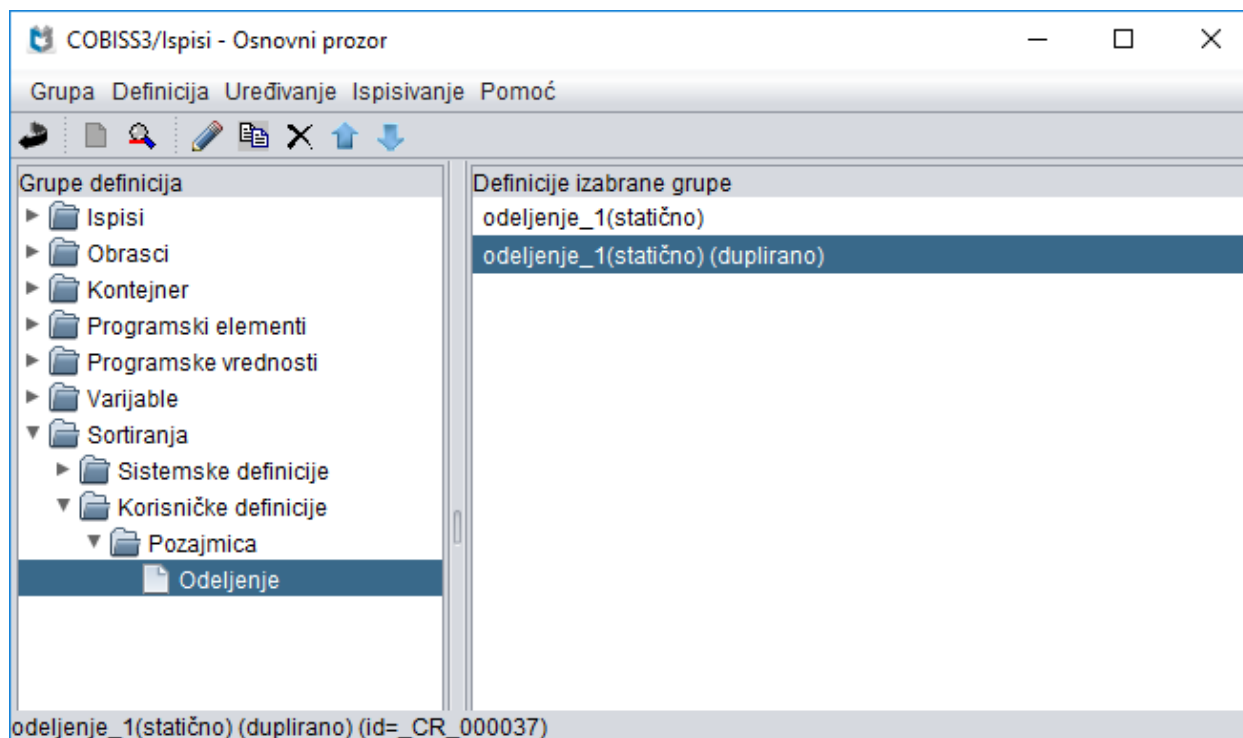 COBISS3/Ispisi - Osnovni prozor
Grupa Definicija Uređivanje Ispisivanje Pomoć
Grupe definicija
Ispisi
Obrasci
Kontejner
Programski elementi
Programske vrednosti
Varijable
Sortiranja
Sistemske definicije
Korisničke definicije
Pozajmica
Odeljenje
Definicije izabrane grupe
odeljenje_1(statično)
odeljenje_1(statično) (duplirano)
odeljenje_1(statično) (duplirano) (id=_CR_000037)